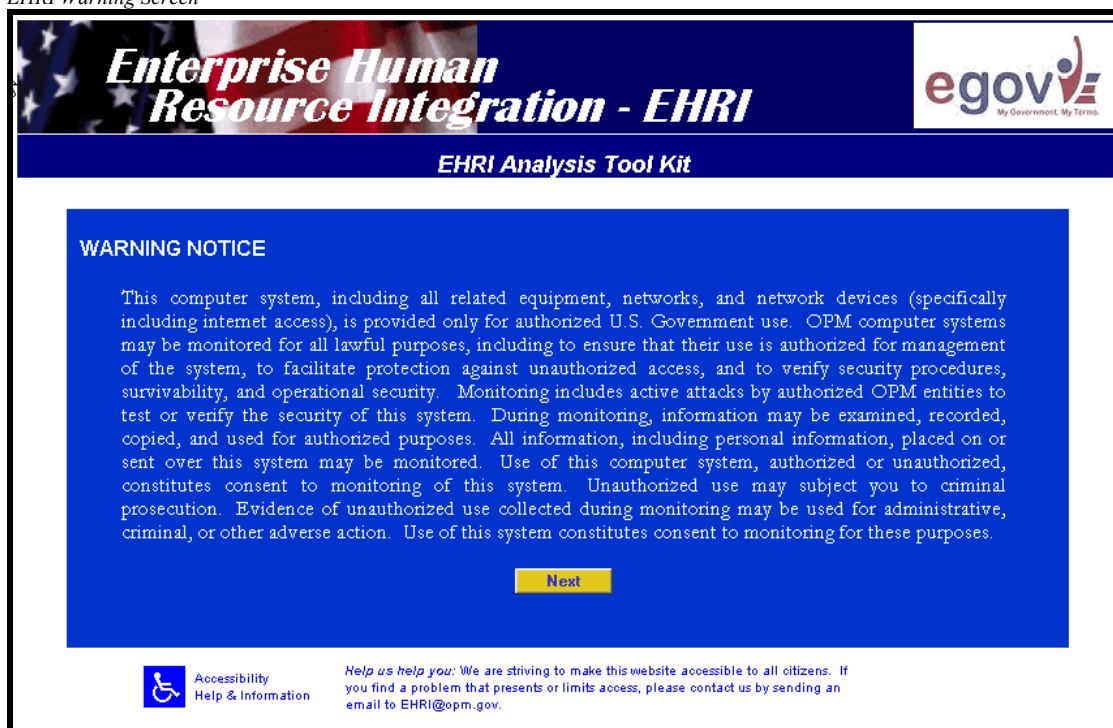 EHRI Warning Screen
Enterprise Human
Resource Integration - EHRI
egov
My Government. My Terms.
EHRI Analysis Tool Kit
WARNING NOTICE
This computer system, including all related equipment, networks, and network devices (specifically
including internet access), is provided only for authorized U.S. Government use. OPM computer systems
may be monitored for all lawful purposes, including to ensure that their use is authorized for management
of the system, to facilitate protection against unauthorized access, and to verify security procedures,
survivability, and operational security. Monitoring includes active attacks by authorized OPM entities to
test or verify the security of this system. During monitoring, information may be examined, recorded,
copied, and used for authorized purposes. All information, including personal information, placed on or
sent over this system may be monitored. Use of this computer system, authorized or unauthorized,
constitutes consent to monitoring of this system. Unauthorized use may subject you to criminal
prosecution. Evidence of unauthorized use collected during monitoring may be used for administrative,
criminal, or other adverse action. Use of this system constitutes consent to monitoring for these purposes.
Next
Accessibility
Help & Information
Help us help you: We are striving to make this website accessible to all citizens. If
you find a problem that presents or limits access, please contact us by sending an
email to EHRI@opm.gov.